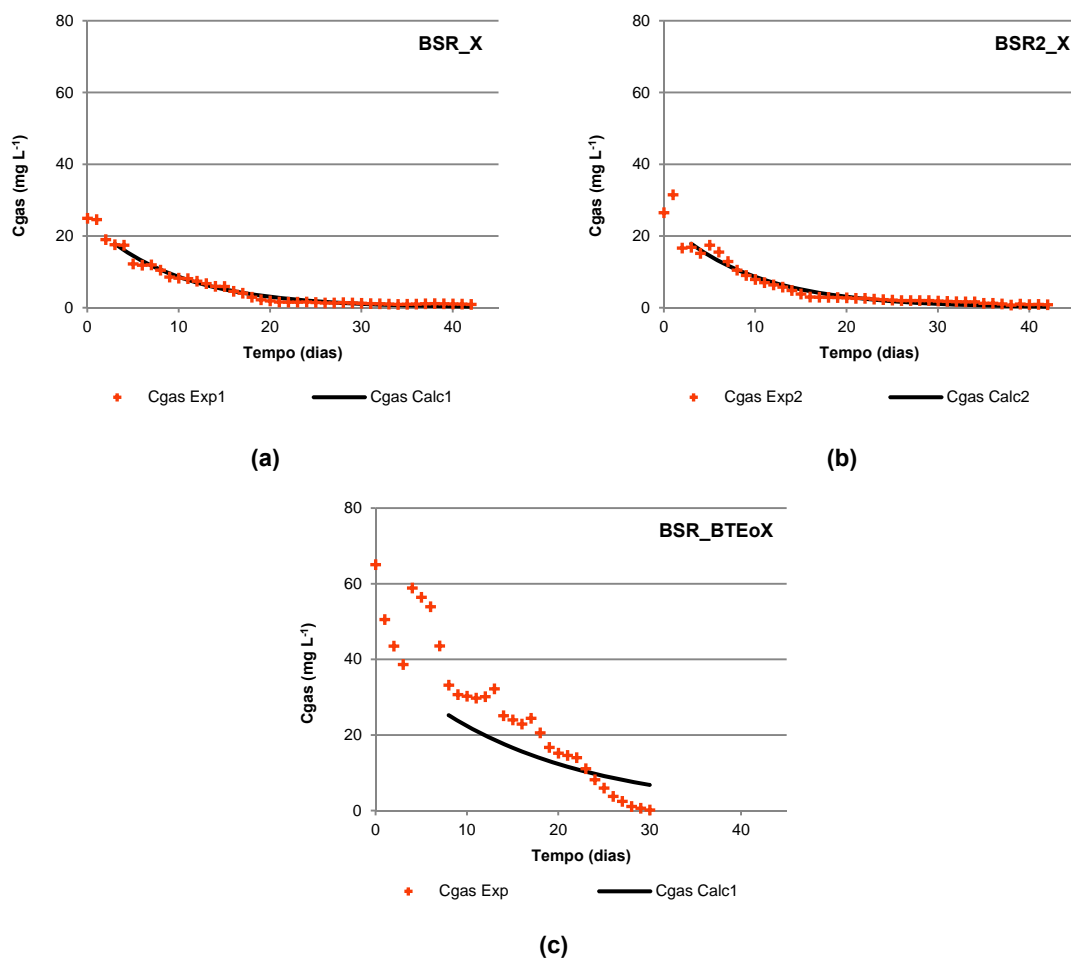 BSR_X
80
60
40
20
0
Cgas (mg L⁻¹)
0 10 20 30 40
Tempo (dias)
Cgas Exp1 Cgas Calc1
(a)
BSR2_X
80
60
40
20
0
Cgas (mg L⁻¹)
0 10 20 30 40
Tempo (dias)
Cgas Exp2 Cgas Calc2
(b)
BSR_BTEoX
80
60
40
20
0
Cgas (mg L⁻¹)
0 10 20 30 40
Tempo (dias)
Cgas Exp Cgas Calc1
(c)